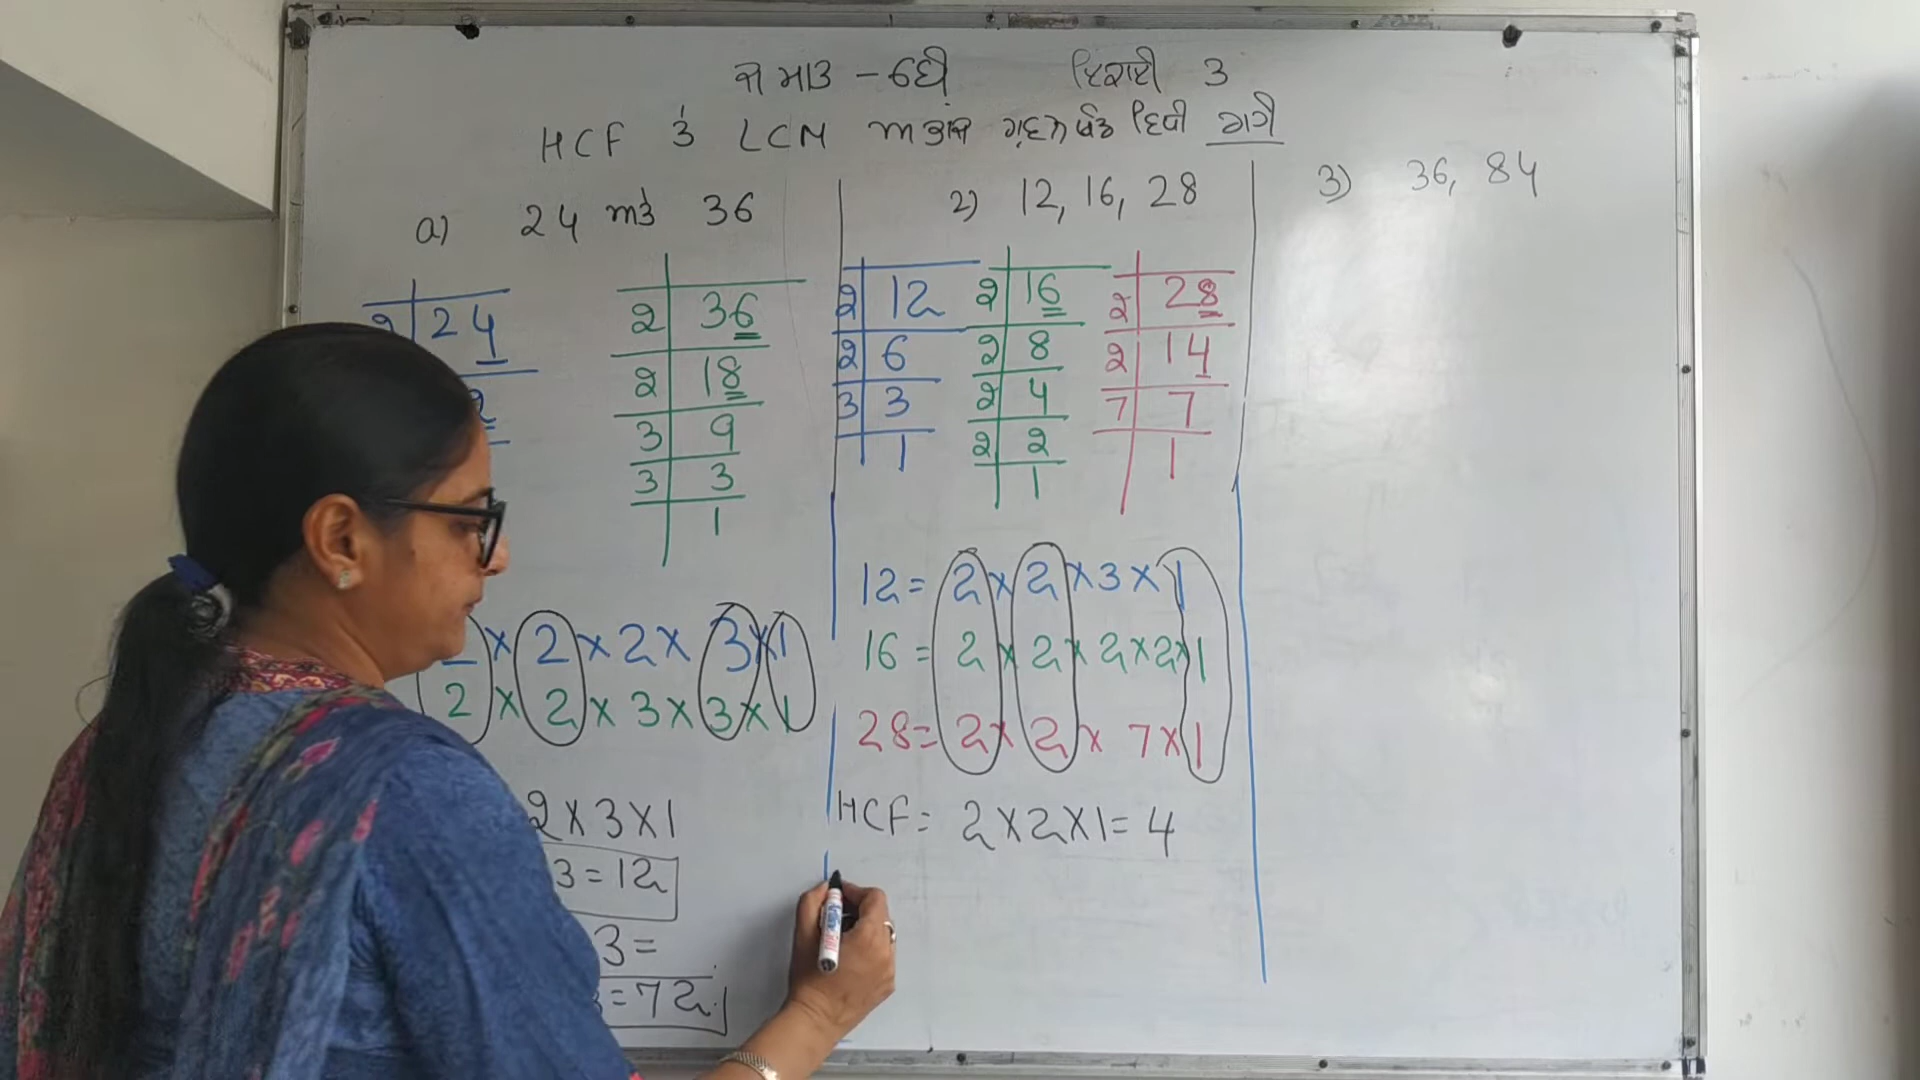 ਜਮਾਤ - 6ਵੀਂ
3
HCF ਤੇ LCM ਅਭਾਜ ਗੁਣਨਖੰਡ ਵਿਧੀ ਰਾਹੀਂ
a) 24 ਅਤੇ 36
24
2 36
2 18
3 9
3 3
1
× 2 × 2 × 3 × 1
2 × 2 × 3 × 3 × 1
2 × 3 × 1
3 = 12
3 =
= 72
2) 12, 16, 28
2 12
2 6
3 3
1
2 16
2 8
2 4
2 2
1
2 28
2 14
7 7
1
12 = 2 × 2 × 3 × 1
16 = 2 × 2 × 2 × 2 × 1
28 = 2 × 2 × 7 × 1
HCF = 2 × 2 × 1 = 4
3) 36, 84